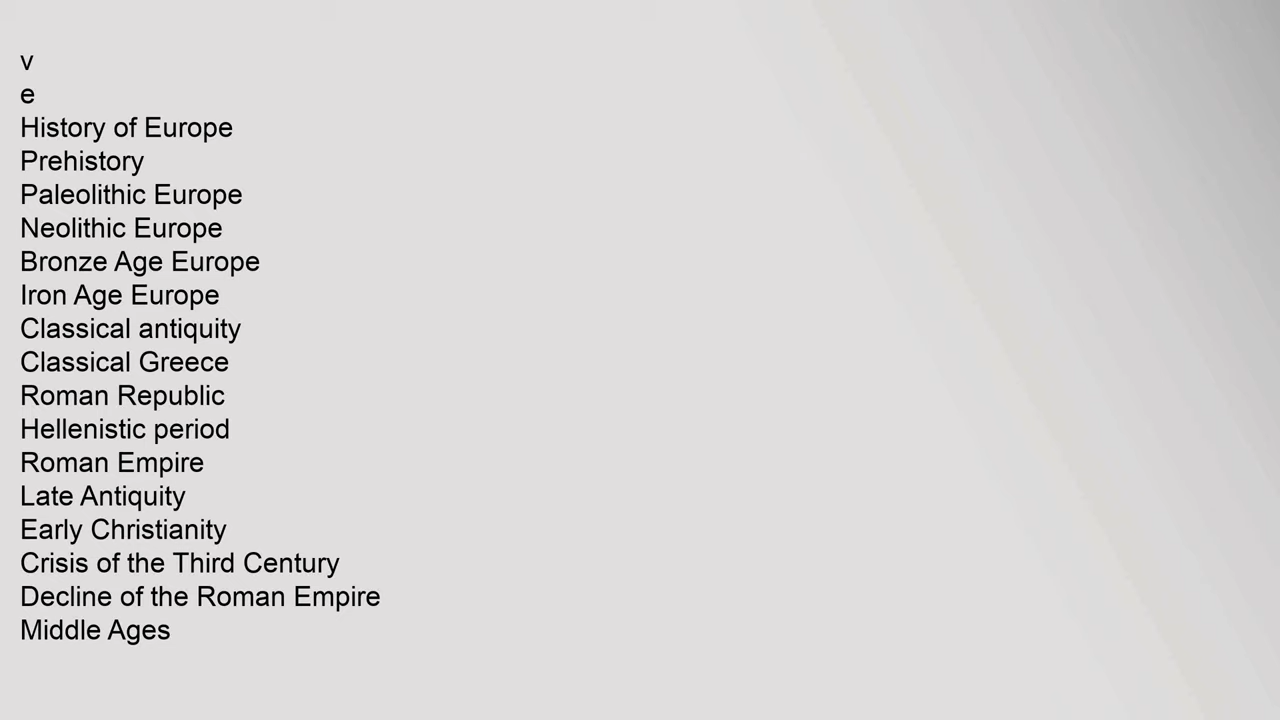 v
e
History of Europe
Prehistory
Paleolithic Europe
Neolithic Europe
Bronze Age Europe
Iron Age Europe
Classical antiquity
Classical Greece
Roman Republic
Hellenistic period
Roman Empire
Late Antiquity
Early Christianity
Crisis of the Third Century
Decline of the Roman Empire
Middle Ages